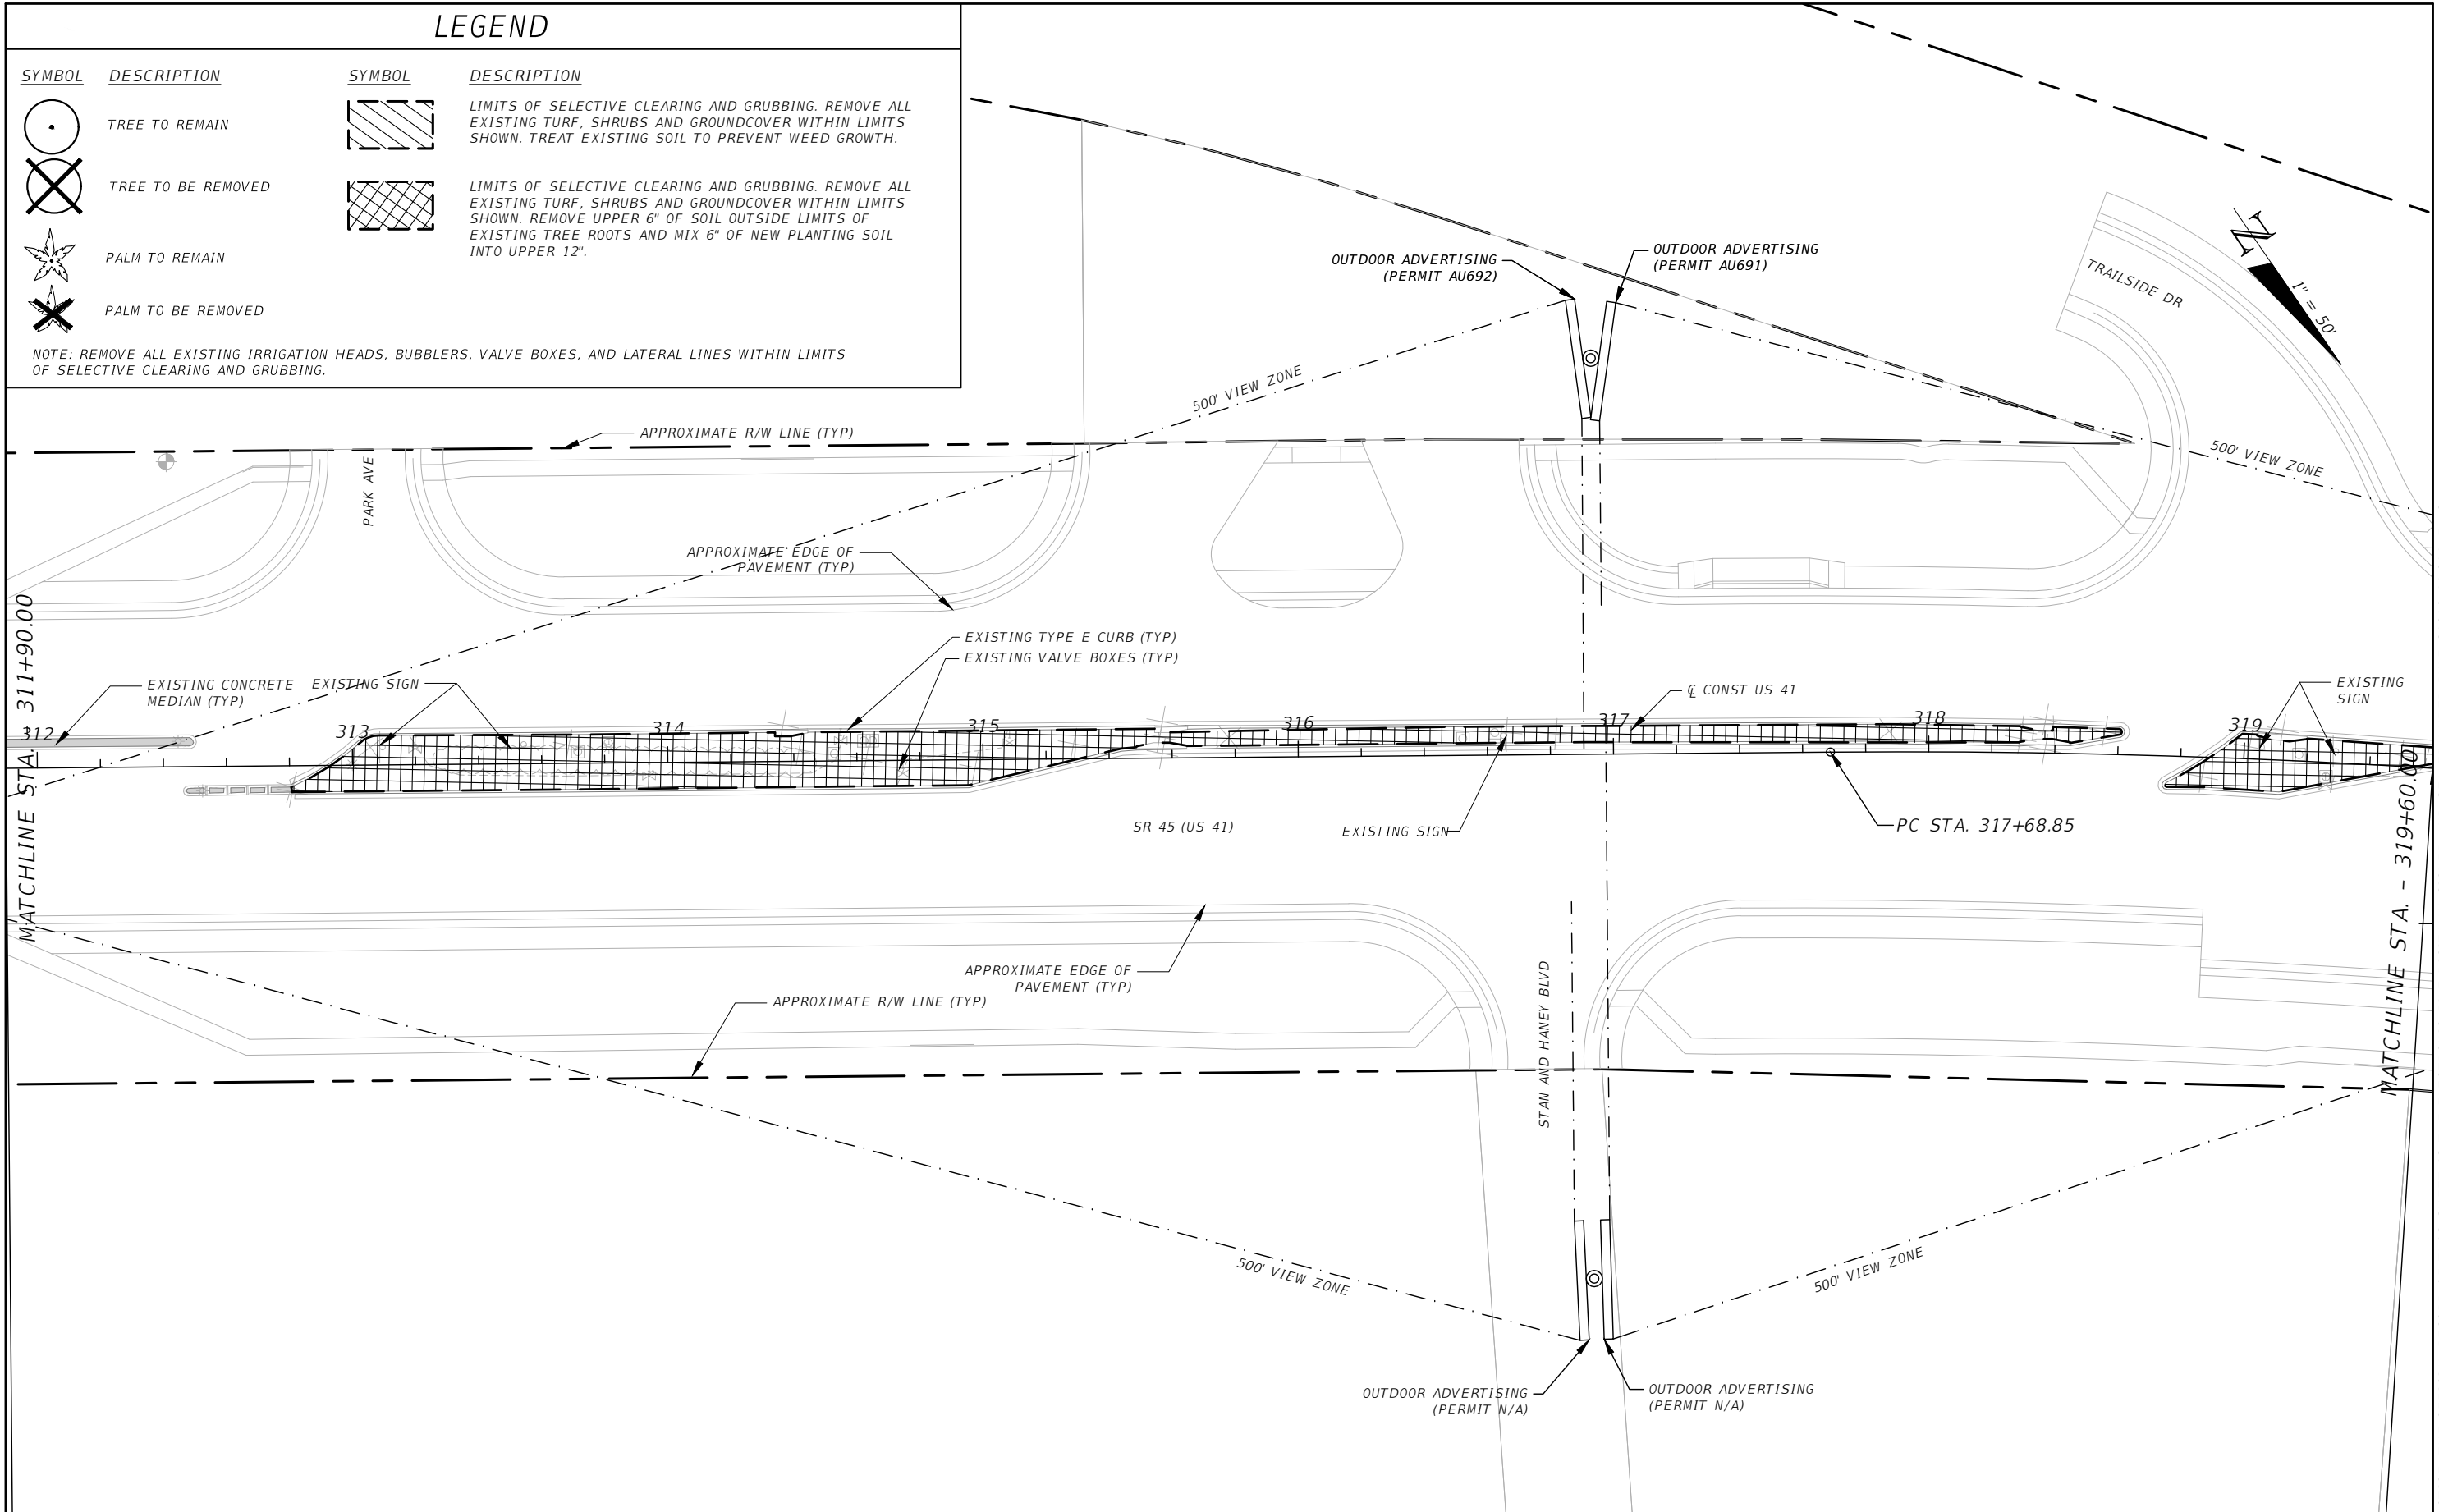 LEGEND
SYMBOL DESCRIPTION
TREE TO REMAIN
TREE TO BE REMOVED
PALM TO REMAIN
PALM TO BE REMOVED
SYMBOL DESCRIPTION
LIMITS OF SELECTIVE CLEARING AND GRUBBING. REMOVE ALL
EXISTING TURF, SHRUBS AND GROUNDCOVER WITHIN LIMITS
SHOWN. TREAT EXISTING SOIL TO PREVENT WEED GROWTH.
LIMITS OF SELECTIVE CLEARING AND GRUBBING. REMOVE ALL
EXISTING TURF, SHRUBS AND GROUNDCOVER WITHIN LIMITS
SHOWN. REMOVE UPPER 6" OF SOIL OUTSIDE LIMITS OF
EXISTING TREE ROOTS AND MIX 6" OF NEW PLANTING SOIL
INTO UPPER 12".
NOTE: REMOVE ALL EXISTING IRRIGATION HEADS, BUBBLERS, VALVE BOXES, AND LATERAL LINES WITHIN LIMITS
OF SELECTIVE CLEARING AND GRUBBING.
OUTDOOR ADVERTISING
(PERMIT AU692)
OUTDOOR ADVERTISING
(PERMIT AU691)
TRAILSIDE DR
N
1" = 50'
500' VIEW ZONE
500' VIEW ZONE
APPROXIMATE R/W LINE (TYP)
PARK AVE
APPROXIMATE EDGE OF
PAVEMENT (TYP)
EXISTING TYPE E CURB (TYP)
EXISTING VALVE BOXES (TYP)
EXISTING CONCRETE
MEDIAN (TYP)
EXISTING SIGN
℄ CONST US 41
EXISTING
SIGN
312
313
314
315
316
317
318
319
MATCHLINE STA. - 311+90.00
SR 45 (US 41)
EXISTING SIGN
PC STA. 317+68.85
MATCHLINE STA. - 319+60.00
APPROXIMATE EDGE OF
PAVEMENT (TYP)
APPROXIMATE R/W LINE (TYP)
STAN AND HANEY BLVD
500' VIEW ZONE
500' VIEW ZONE
OUTDOOR ADVERTISING
(PERMIT N/A)
OUTDOOR ADVERTISING
(PERMIT N/A)